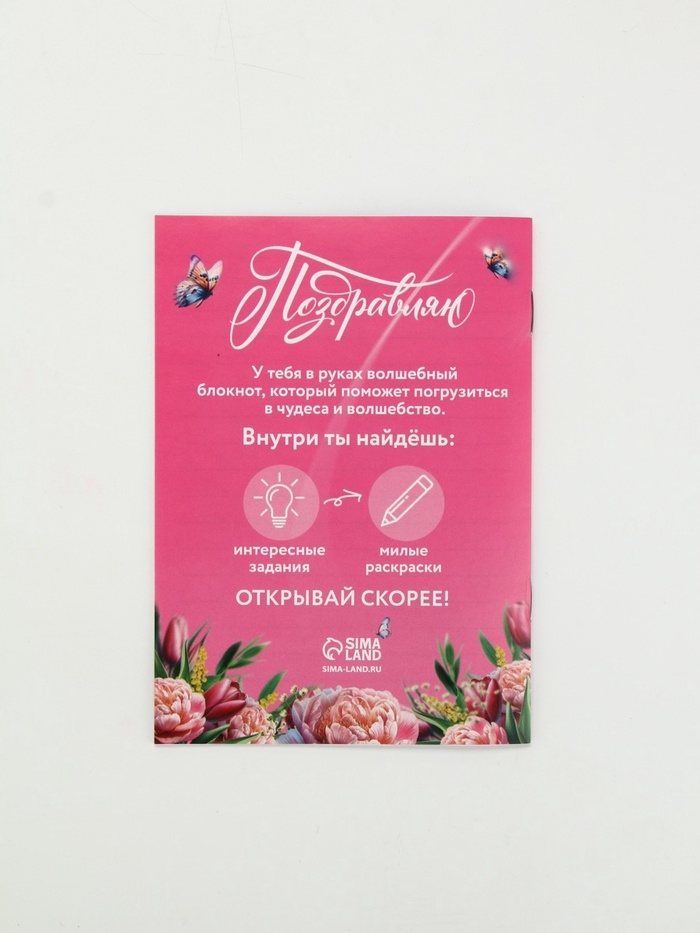 Поздравляю
У тебя в руках волшебный
блокнот, который поможет погрузиться
в чудеса и волшебство.
Внутри ты найдёшь:
интересные задания
милые раскраски
ОТКРЫВАЙ СКОРЕЕ!
SIMA
LAND
SIMA-LAND.RU